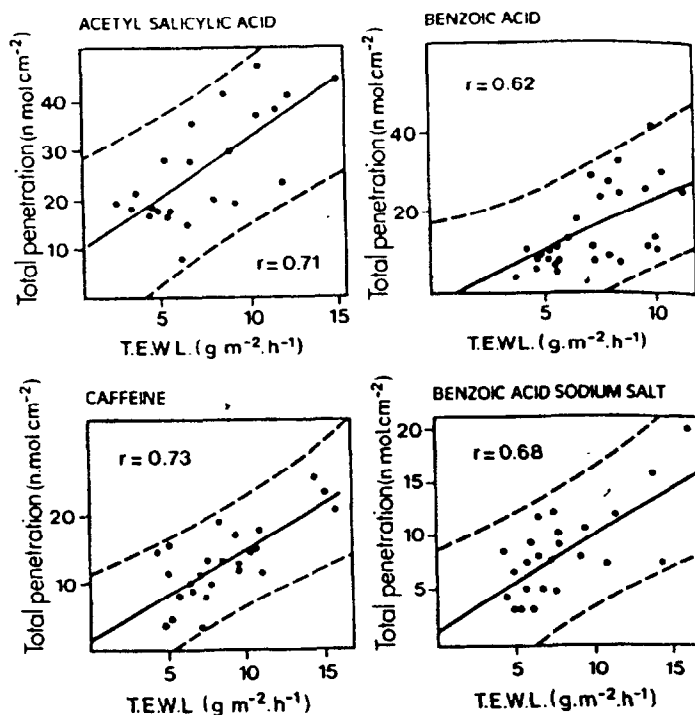 ACETYL SALICYLIC ACID
Total penetration (n mol cm⁻²)
40
30
20
10
r = 0.71
5
10
15
T.E.W.L. (g m⁻².h⁻¹)
BENZOIC ACID
Total penetration (n mol cm⁻²)
r = 0.62
40
20
5
10
T.E.W.L. (g m⁻².h⁻¹)
CAFFEINE
Total penetration (n.mol cm⁻²)
r = 0.73
20
10
5
10
15
T.E.W.L (g m⁻².h⁻¹)
BENZOIC ACID SODIUM SALT
Total penetration (n mol cm⁻²)
20
r = 0.68
15
10
5
5
10
15
T.E.W.L. (g m⁻².h⁻¹)